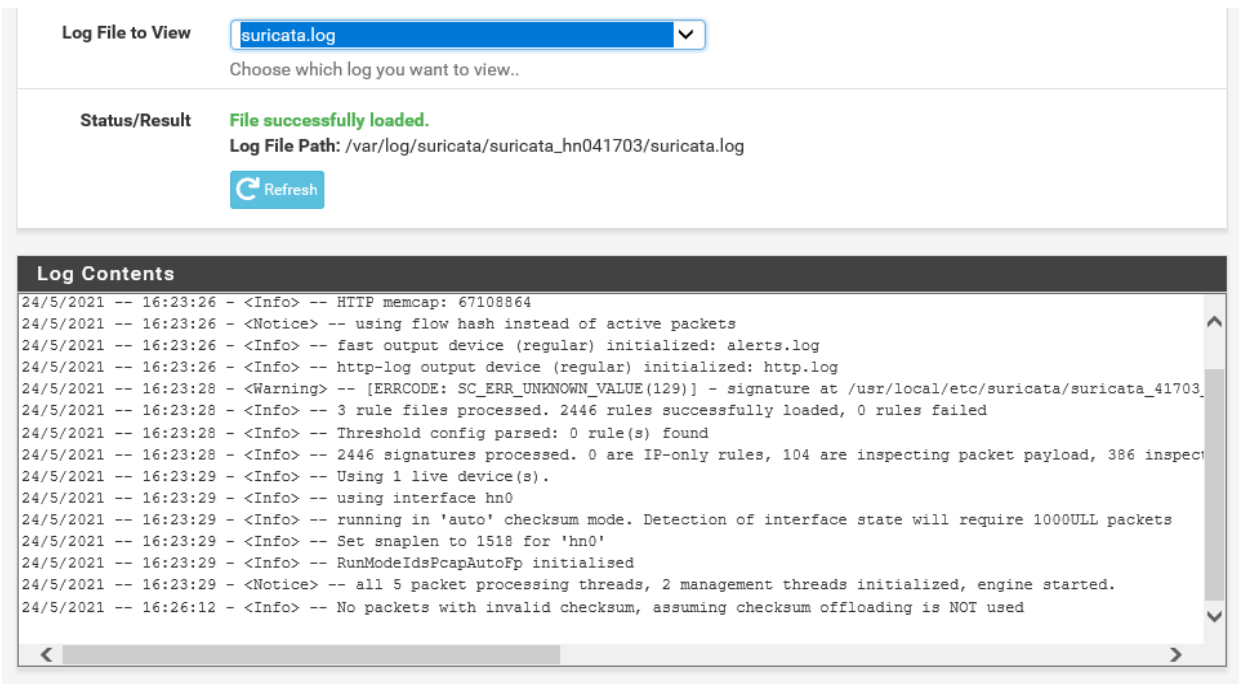 Log File to View
suricata.log
Choose which log you want to view..
Status/Result
File successfully loaded.
Log File Path: /var/log/suricata/suricata_hn041703/suricata.log
Refresh
Log Contents
24/5/2021 -- 16:23:26 - <Info> -- HTTP memcap: 67108864
24/5/2021 -- 16:23:26 - <Notice> -- using flow hash instead of active packets
24/5/2021 -- 16:23:26 - <Info> -- fast output device (regular) initialized: alerts.log
24/5/2021 -- 16:23:26 - <Info> -- http-log output device (regular) initialized: http.log
24/5/2021 -- 16:23:28 - <Warning> -- [ERRCODE: SC_ERR_UNKNOWN_VALUE(129)] - signature at /usr/local/etc/suricata/suricata_41703_
24/5/2021 -- 16:23:28 - <Info> -- 3 rule files processed. 2446 rules successfully loaded, 0 rules failed
24/5/2021 -- 16:23:28 - <Info> -- Threshold config parsed: 0 rule(s) found
24/5/2021 -- 16:23:28 - <Info> -- 2446 signatures processed. 0 are IP-only rules, 104 are inspecting packet payload, 386 inspect
24/5/2021 -- 16:23:29 - <Info> -- Using 1 live device(s).
24/5/2021 -- 16:23:29 - <Info> -- using interface hn0
24/5/2021 -- 16:23:29 - <Info> -- running in 'auto' checksum mode. Detection of interface state will require 1000ULL packets
24/5/2021 -- 16:23:29 - <Info> -- Set snaplen to 1518 for 'hn0'
24/5/2021 -- 16:23:29 - <Info> -- RunModeIdsPcapAutoFp initialised
24/5/2021 -- 16:23:29 - <Notice> -- all 5 packet processing threads, 2 management threads initialized, engine started.
24/5/2021 -- 16:26:12 - <Info> -- No packets with invalid checksum, assuming checksum offloading is NOT used